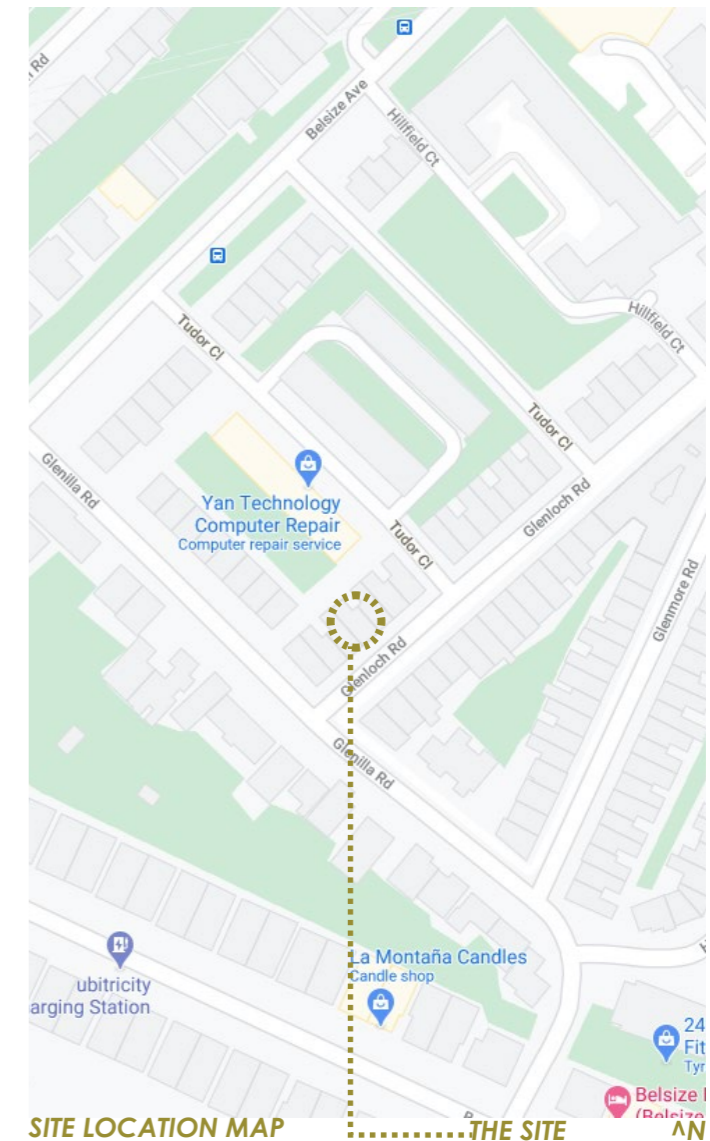 Rd
Belsize Ave
Hillfield Ct
Hillfield Ct
Tudor Cl
Tudor Cl
Glenilla Rd
Yan Technology
Computer Repair
Computer repair service
Glenloch Rd
Tudor Cl
Glenmore Rd
Glenloch Rd
Glenilla Rd
La Montaña Candles
Candle shop
ubitricity
arging Station
24
Fit
Tyr
Belsize
(Belsize
SITE LOCATION MAP
THE SITE
^N